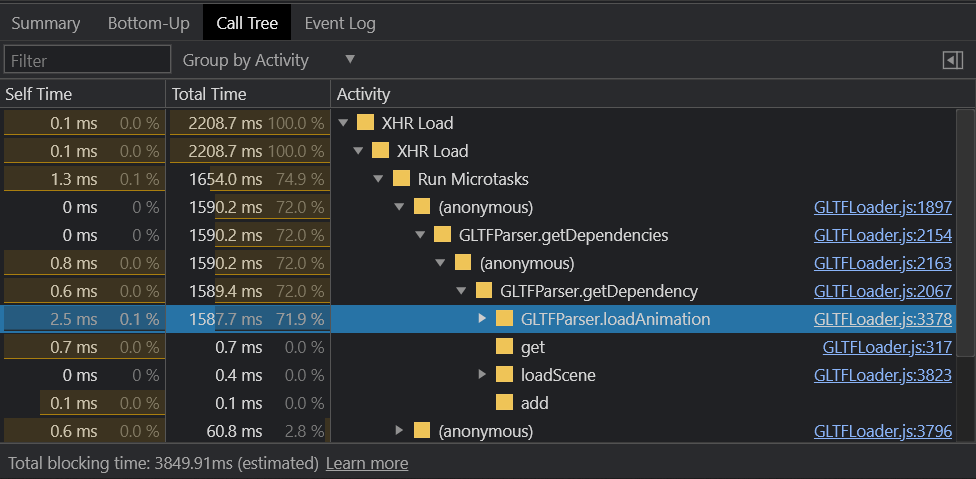 Summary Bottom-Up Call Tree Event Log
Filter Group by Activity
Self Time Total Time Activity
0.1 ms 0.0 % 2208.7 ms 100.0 % XHR Load
0.1 ms 0.0 % 2208.7 ms 100.0 % XHR Load
1.3 ms 0.1 % 1654.0 ms 74.9 % Run Microtasks
0 ms 0 % 1590.2 ms 72.0 % (anonymous) GLTFLoader.js:1897
0 ms 0 % 1590.2 ms 72.0 % GLTFParser.getDependencies GLTFLoader.js:2154
0.8 ms 0.0 % 1590.2 ms 72.0 % (anonymous) GLTFLoader.js:2163
0.6 ms 0.0 % 1589.4 ms 72.0 % GLTFParser.getDependency GLTFLoader.js:2067
2.5 ms 0.1 % 1587.7 ms 71.9 % GLTFParser.loadAnimation GLTFLoader.js:3378
0.7 ms 0.0 % 0.7 ms 0.0 % get GLTFLoader.js:317
0 ms 0 % 0.4 ms 0.0 % loadScene GLTFLoader.js:3823
0.1 ms 0.0 % 0.1 ms 0.0 % add
0.6 ms 0.0 % 60.8 ms 2.8 % (anonymous) GLTFLoader.js:3796
Total blocking time: 3849.91ms (estimated) Learn more